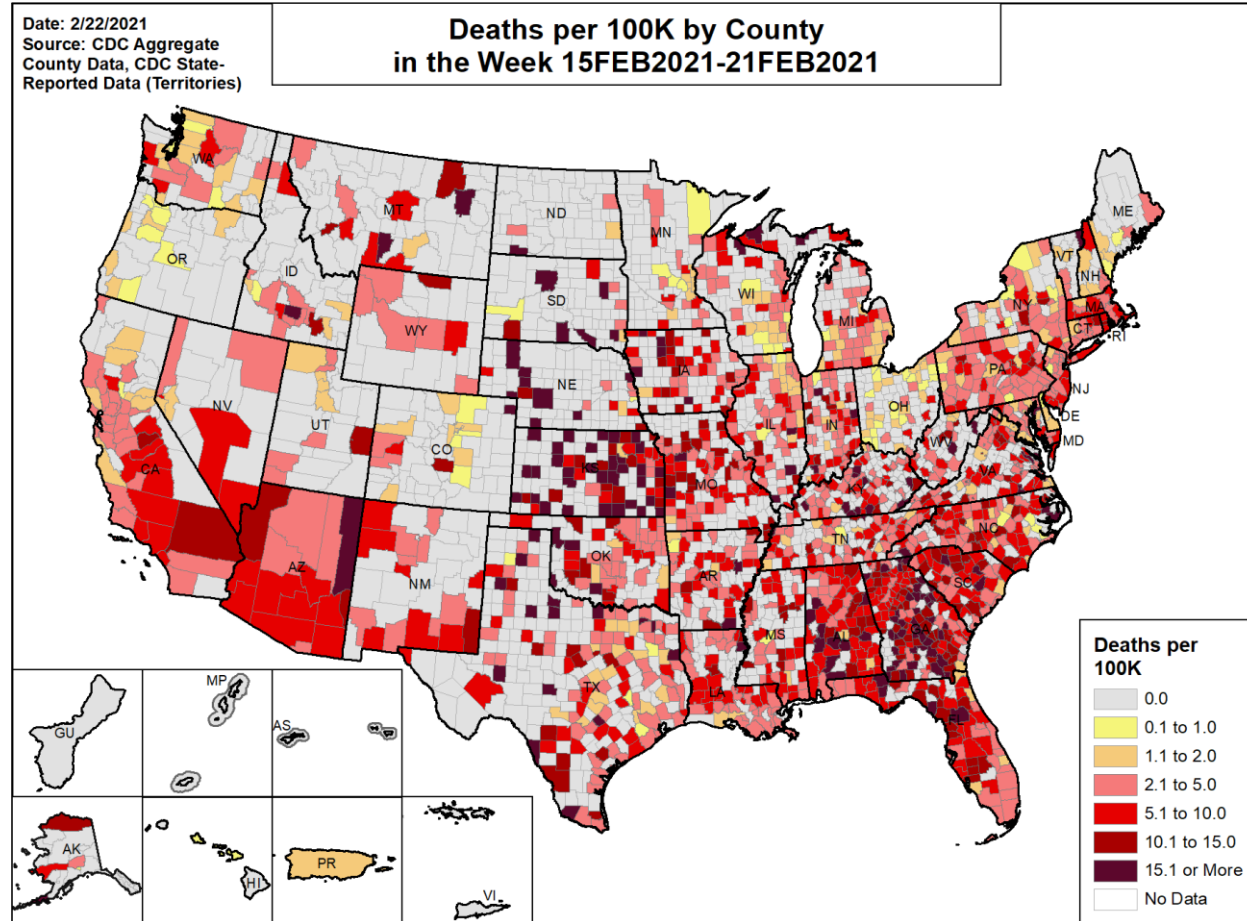 Date: 2/22/2021
Source: CDC Aggregate
County Data, CDC State-
Reported Data (Territories)
Deaths per 100K by County
in the Week 15FEB2021-21FEB2021
WA
MT
ND
MN
ME
OR
ID
SD
WI
MI
VT
NH
NY
MA
CT
RI
WY
NE
IA
PA
NJ
NV
UT
CO
IL
IN
OH
DE
MD
CA
KS
MO
KY
WV
VA
AZ
NM
OK
AR
TN
NC
SC
TX
LA
MS
AL
GA
FL
GU
MP
AS
AK
HI
PR
VI
Deaths per
100K
0.0
0.1 to 1.0
1.1 to 2.0
2.1 to 5.0
5.1 to 10.0
10.1 to 15.0
15.1 or More
No Data